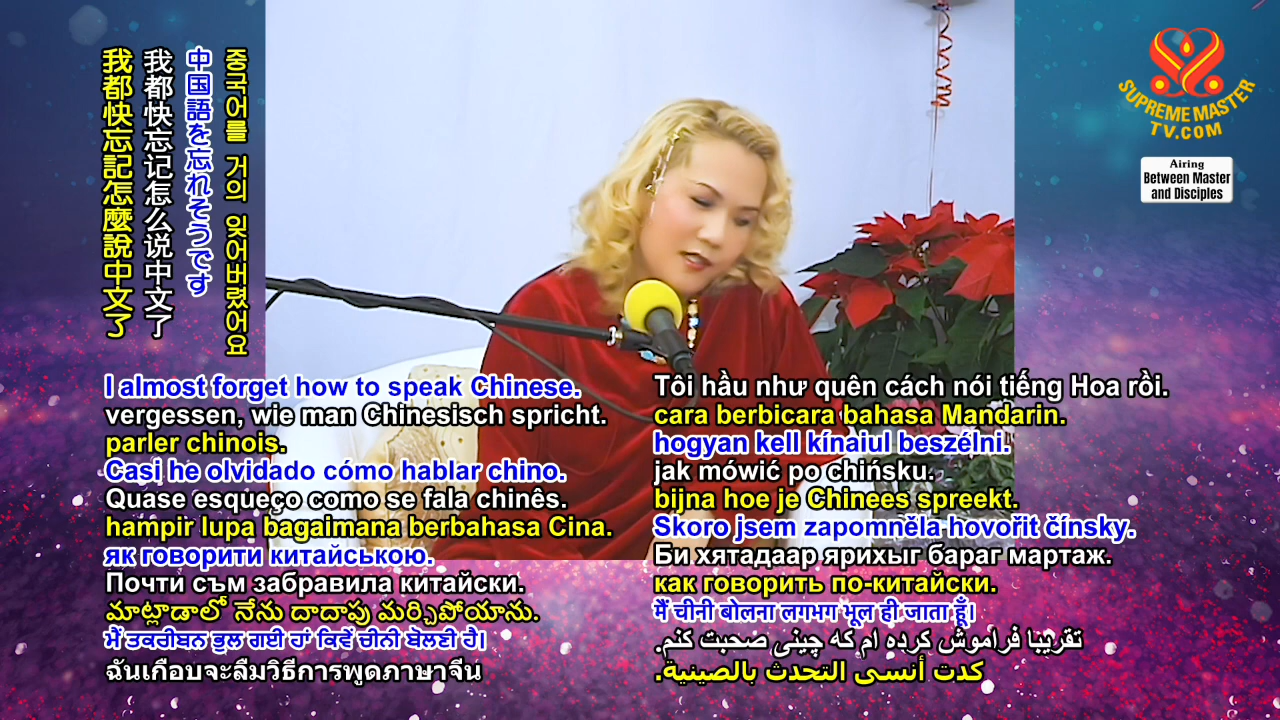 我都快忘記怎麼說中文了
我都快忘记怎么说中文了
中国語を忘れそうです
중국어를 거의 잊어버렸어요
SUPREME MASTER
TV.COM
Airing
Between Master
and Disciples
I almost forget how to speak Chinese.
vergessen, wie man Chinesisch spricht.
parler chinois.
Casi he olvidado cómo hablar chino.
Quase esqueço como se fala chinês.
hampir lupa bagaimana berbahasa Cina.
як говорити китайською.
Почти съм забравила китайски.
మాట్లాడాలో నేను దాదాపు మర్చిపోయాను.
ਮੈਂ ਤਕਰੀਬਨ ਭੁਲ ਗਈ ਹਾਂ ਕਿਵੇਂ ਚੀਨੀ ਬੋਲਣੀ ਹੈ।
ฉันเกือบจะลืมวิธีการพูดภาษาจีน
Tôi hầu như quên cách nói tiếng Hoa rồi.
cara berbicara bahasa Mandarin.
hogyan kell kínaiul beszélni.
jak mówić po chińsku.
bijna hoe je Chinees spreekt.
Skoro jsem zapomněla hovořit čínsky.
Би хятадаар ярихыг бараг мартаж.
как говорить по-китайски.
मैं चीनी बोलना लगभग भूल ही जाता हूँ।
تقریبا فراموش کرده ام که چینی صحبت کنم.
كدت أنسى التحدث بالصينية.